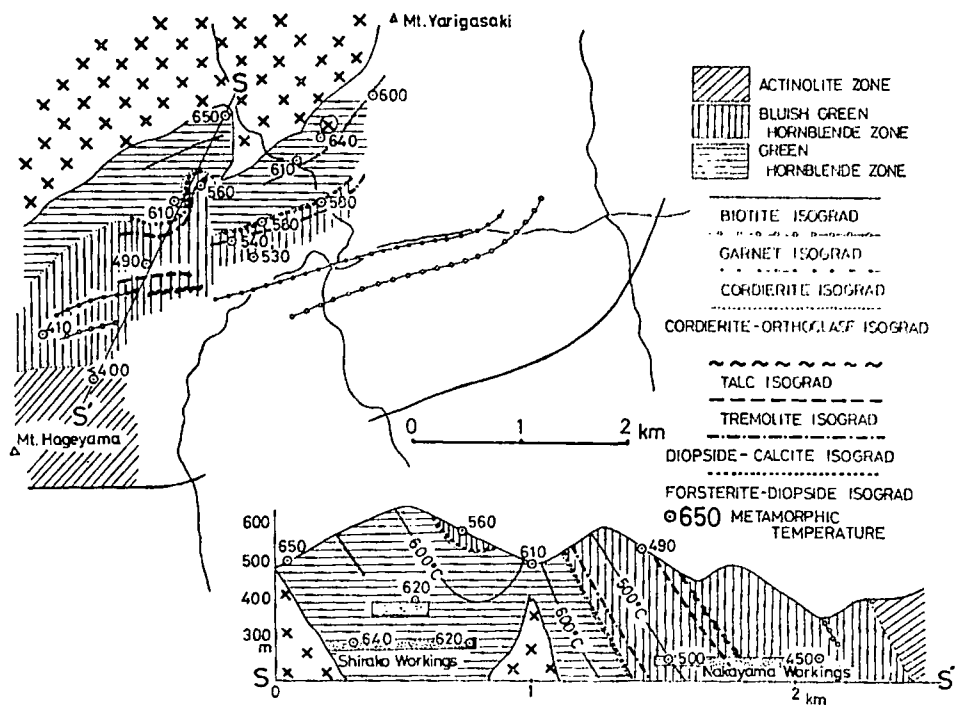 Mt. Yarigasaki
S
600
650
640
610
560
610
500
580
540
530
490
410
400
S'
Mt. Hageyama
0 1 2 km
ACTINOLITE ZONE
BLUISH GREEN
HORNBLENDE ZONE
GREEN
HORNBLENDE ZONE
BIOTITE ISOGRAD
GARNET ISOGRAD
CORDIERITE ISOGRAD
CORDIERITE-ORTHOCLASE ISOGRAD
TALC ISOGRAD
TREMOLITE ISOGRAD
DIOPSIDE-CALCITE ISOGRAD
FORSTERITE-DIOPSIDE ISOGRAD
650 METAMORPHIC
TEMPERATURE
600
500
400
300
m
650
600°C
560
610
490
620
600°C
500°C
640
620
Shirako Workings
500
450
Nakayama Workings
S
S'
0 1 2 km